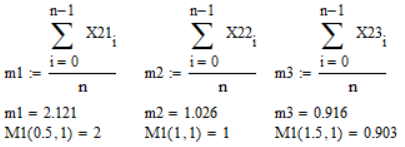 n−1 n−1 n−1
∑ X21ᵢ ∑ X22ᵢ ∑ X23ᵢ
i = 0 i = 0 i = 0
m1 := m2 := m3 :=
n n n
m1 = 2.121 m2 = 1.026 m3 = 0.916
M1(0.5, 1) = 2 M1(1, 1) = 1 M1(1.5, 1) = 0.903